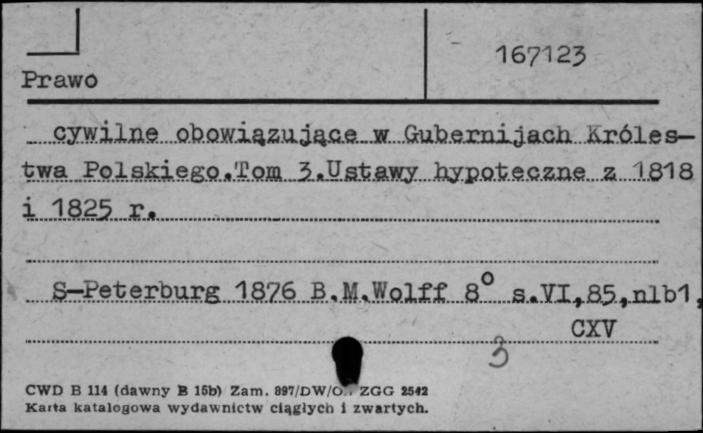 167123
Prawo
cywilne obowiązujące w Gubernijach Króles-
twa Polskiego.Tom 3.Ustawy hypoteczne z 1818
i 1825 r.
S-Peterburg 1876 B.M.Wolff 8° s.VI,85,nlb1,
CXV
3
CWD B 114 (dawny B 15b) Zam. 897/DW/O. ZGG 2542
Karta katalogowa wydawnictw ciągłych i zwartych.